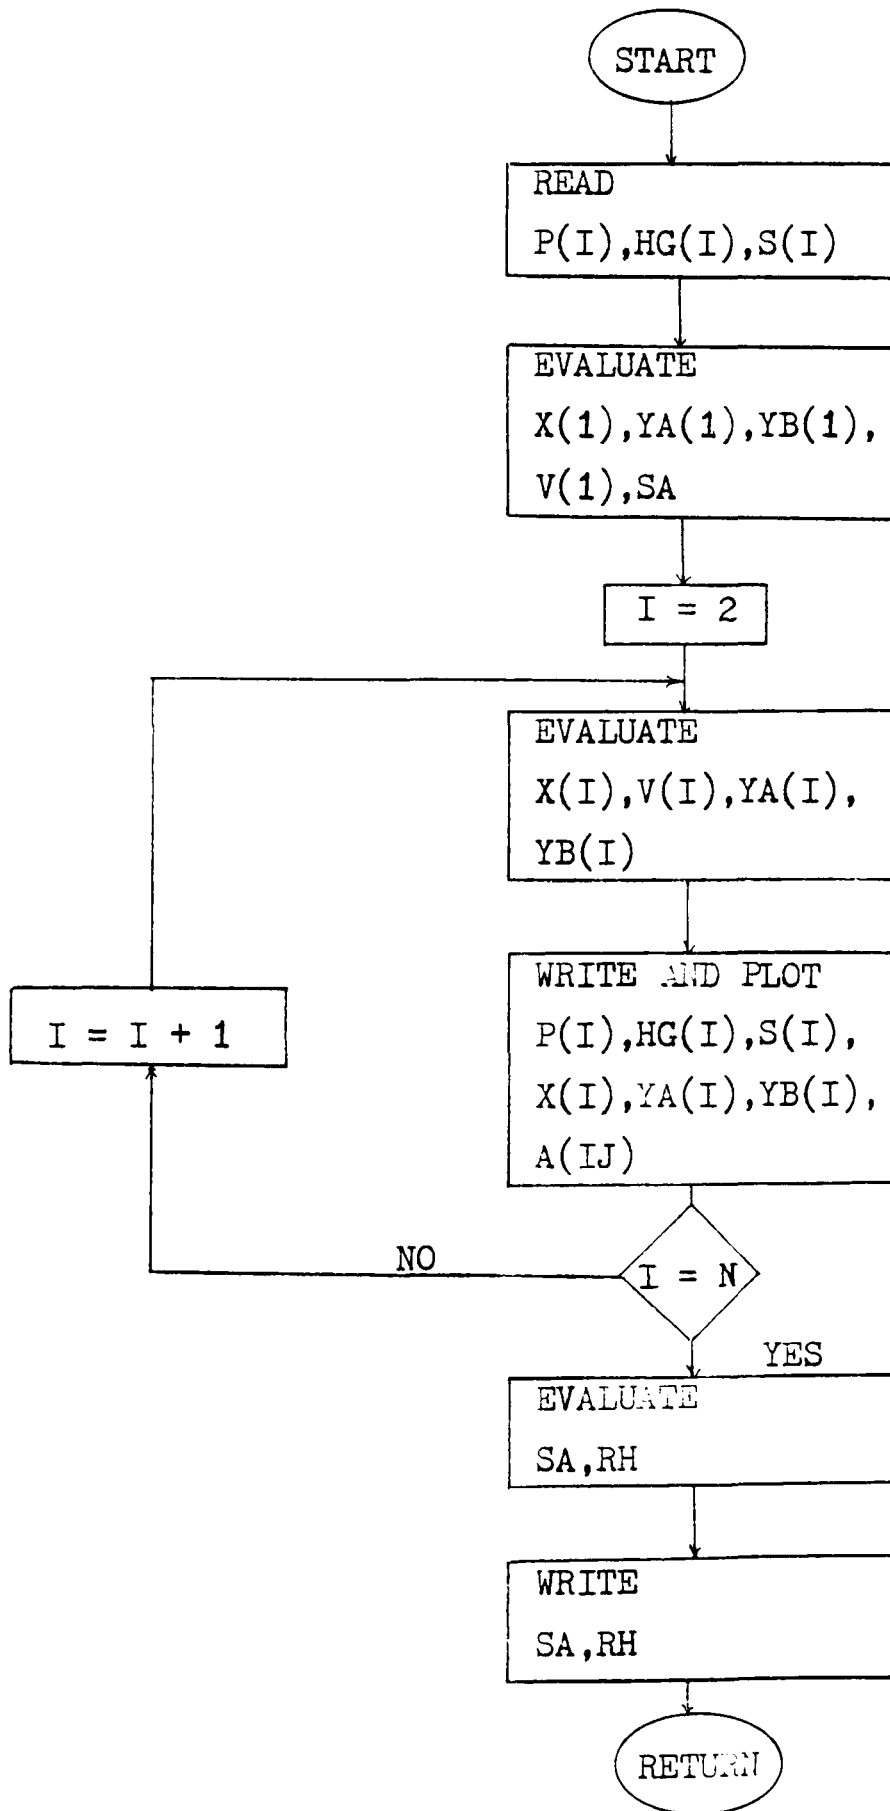 START
READ
P(I),HG(I),S(I)
EVALUATE
X(1),YA(1),YB(1),
V(1),SA
I = 2
EVALUATE
X(I),V(I),YA(I),
YB(I)
WRITE AND PLOT
P(I),HG(I),S(I),
X(I),YA(I),YB(I),
A(IJ)
I = I + 1
NO
I = N
YES
EVALUATE
SA,RH
WRITE
SA,RH
RETURN